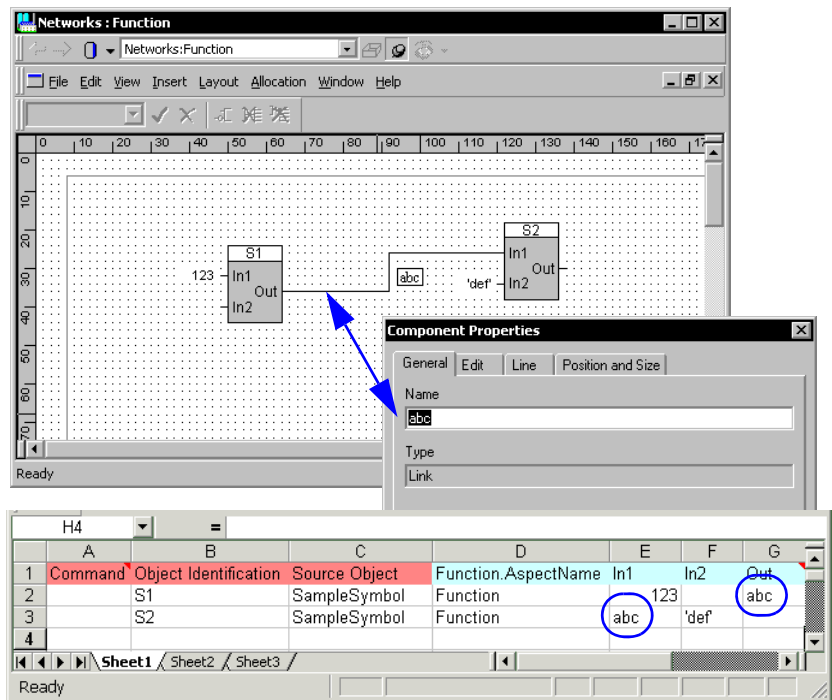 Networks : Function
Networks:Function
File Edit View Insert Layout Allocation Window Help
0 10 20 30 40 50 60 70 80 90 100 110 120 130 140 150 160 17
0
10
20
30
40
50
60
70
S1
123 In1
Out
In2
abc
S2
In1
Out
'def' In2
Component Properties
General Edit Line Position and Size
Name
abc
Type
Link
Ready
H4 =
A B C D E F G
1 Command Object Identification Source Object Function.AspectName In1 In2 Out
2 S1 SampleSymbol Function 123 abc
3 S2 SampleSymbol Function abc 'def'
4
Sheet1 Sheet2 Sheet3
Ready